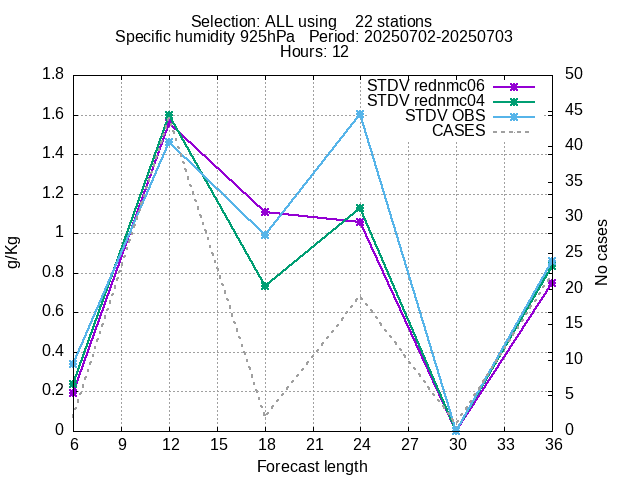 Selection: ALL using    22 stations
Specific humidity 925hPa   Period: 20250702-20250703
Hours: 12
STDV rednmc06
STDV rednmc04
STDV OBS
CASES
1.8
1.6
1.4
1.2
1
0.8
0.6
0.4
0.2
0
g/Kg
50
45
40
35
30
25
20
15
10
5
0
No cases
6 9 12 15 18 21 24 27 30 33 36
Forecast length